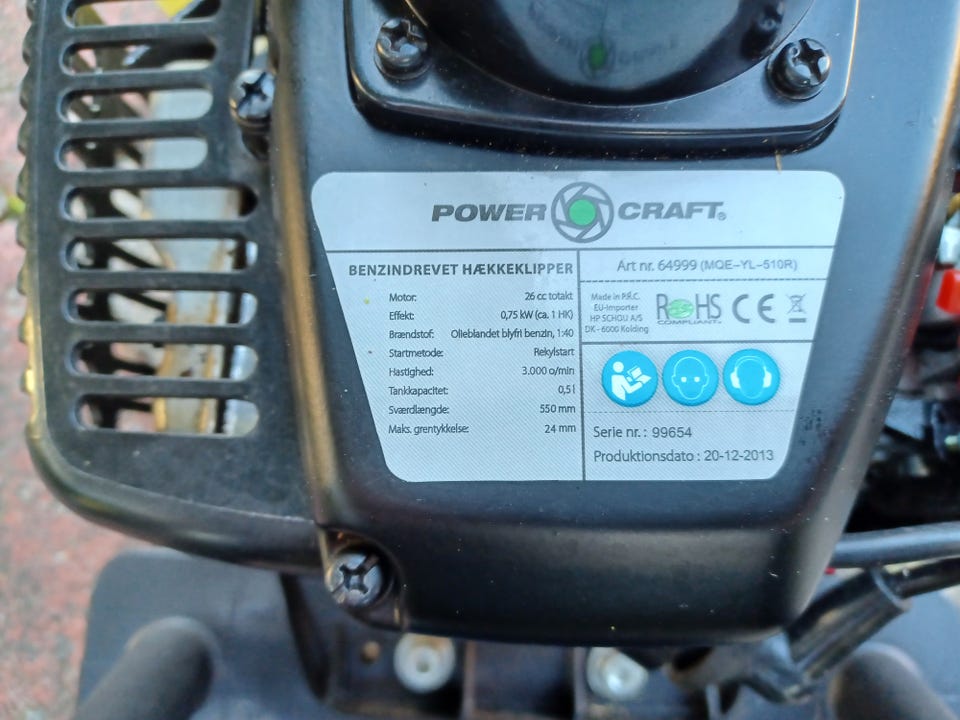 POWER CRAFT®
BENZINDREVET HÆKKEKLIPPER
Motor: 26 cc totakt
Effekt: 0,75 kW (ca. 1 HK)
Brændstof: Olieblandet blyfri benzin, 1:40
Startmetode: Rekylstart
Hastighed: 3.000 o/min
Tankkapacitet: 0,5 l
Sværdlængde: 550 mm
Maks. grentykkelse: 24 mm
Art nr. 64999 (MQE-YL-510R)
Made in P.R.C.
EU-Importer
HP SCHOU A/S
DK - 6000 Kolding
RoHS
COMPLIANT
CE
Serie nr.: 99654
Produktionsdato : 20-12-2013